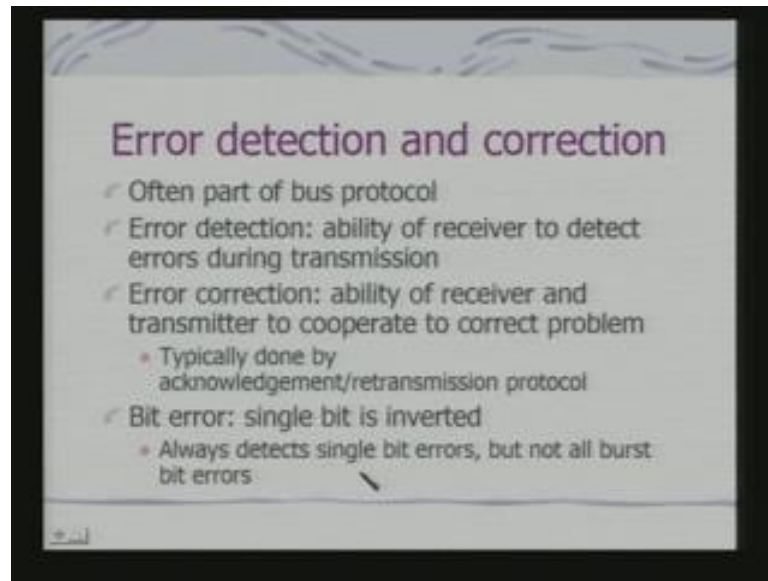 Error detection and correction
Often part of bus protocol
Error detection: ability of receiver to detect
errors during transmission
Error correction: ability of receiver and
transmitter to cooperate to correct problem
Typically done by
acknowledgement/retransmission protocol
Bit error: single bit is inverted
Always detects single bit errors, but not all burst
bit errors